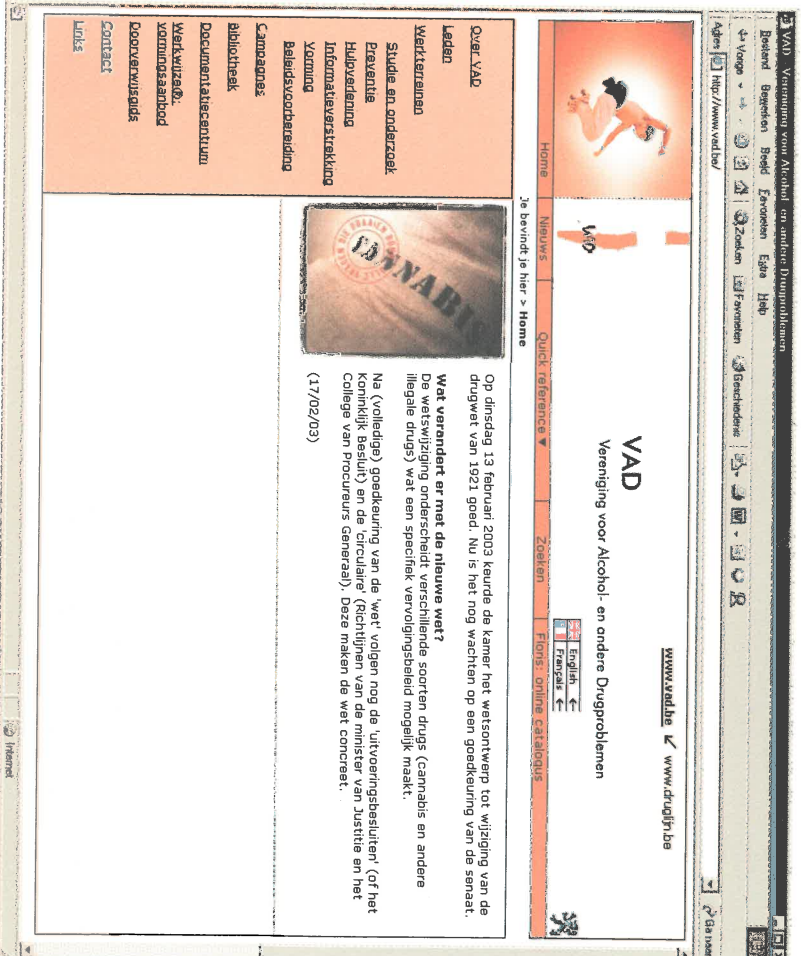 VAD - Vereniging voor Alcohol- en andere Drugproblemen
Bestand Bewerken Beeld Favorieten Extra Help
Vorige Zoeken Favorieten Geschiedenis
Adres http://www.vad.be/ Ga naar
www.vad.be www.druglijn.be
VAD
Vereniging voor Alcohol- en andere Drugproblemen
VAD
English
Français
Home Nieuws Quick reference ▼ Zoeken Floris: online catalogus
Je bevindt je hier > Home
Over VAD
Leden
Werkterreinen
Studie en onderzoek
Preventie
Hulpverlening
Informatieverstrekking
Vorming
Beleidsvoorbereiding
Campagnes
Bibliotheek
Documentatiecentrum
Werkwijze®:
vormingsaanbod
Doorverwijsgids
Contact
Links
CANNABIS
Op dinsdag 13 februari 2003 keurde de kamer het wetsontwerp tot wijziging van de
drugwet van 1921 goed. Nu is het nog wachten op een goedkeuring van de senaat.
Wat verandert er met de nieuwe wet?
De wetswijziging onderscheidt verschillende soorten drugs (cannabis en andere
illegale drugs) wat een specifiek vervolgingsbeleid mogelijk maakt.
Na (volledige) goedkeuring van de 'wet' volgen nog de 'uitvoeringsbesluiten' (of het
Koninklijk Besluit) en de 'circulaire' (Richtlijnen van de minister van Justitie en het
College van Procureurs Generaal). Deze maken de wet concreet.
(17/02/03)
Internet